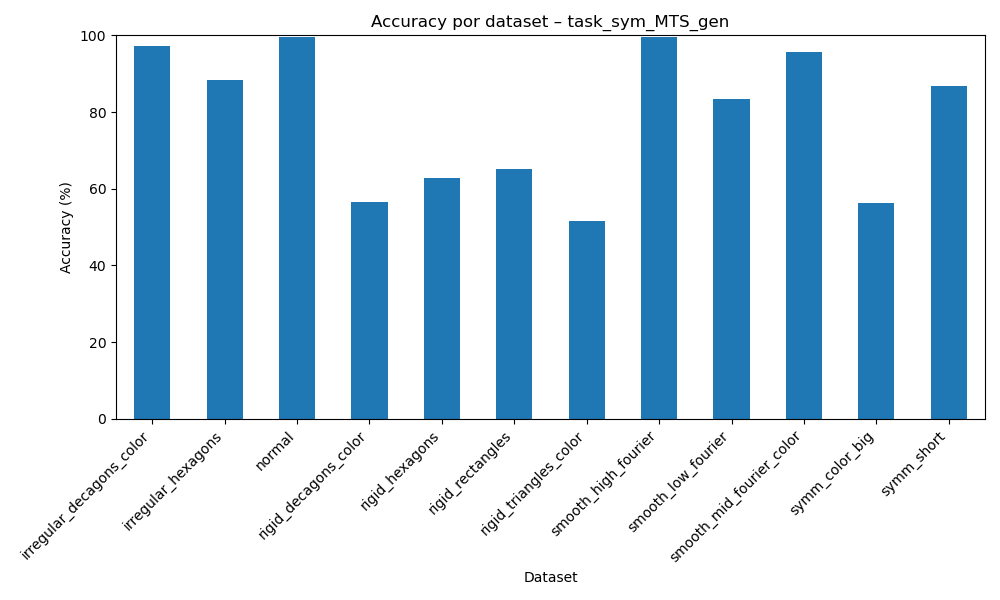 Accuracy por dataset – task_sym_MTS_gen
100
80
60
40
20
0
Accuracy (%)
irregular_decagons_color
irregular_hexagons
normal
rigid_decagons_color
rigid_hexagons
rigid_rectangles
rigid_triangles_color
smooth_high_fourier
smooth_low_fourier
smooth_mid_fourier_color
symm_color_big
symm_short
Dataset